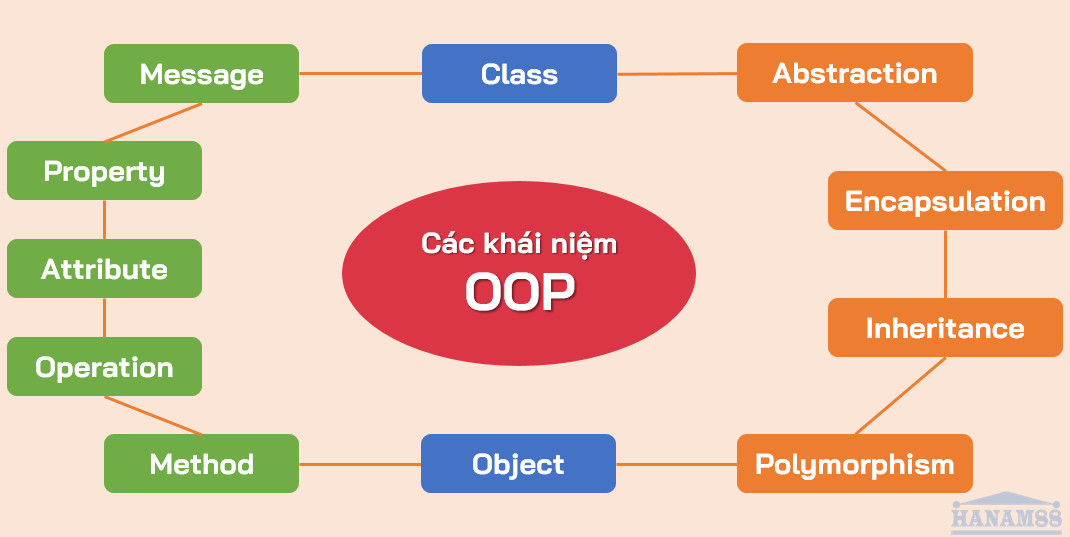 Message
Class
Abstraction
Property
Encapsulation
Các khái niệm
OOP
Attribute
Inheritance
Operation
Method
Object
Polymorphism
HANAM88